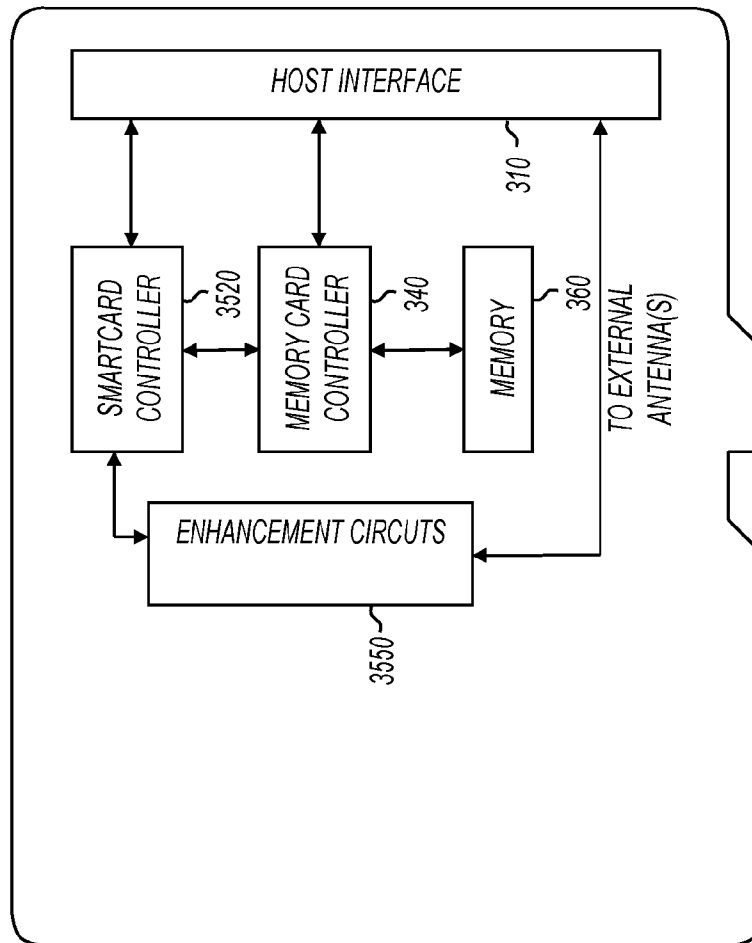 HOST INTERFACE
310
SMARTCARD
CONTROLLER
3520
MEMORY CARD
CONTROLLER
340
MEMORY
360
TO EXTERNAL
ANTENNA(S)
ENHANCEMENT CIRCUTS
3550